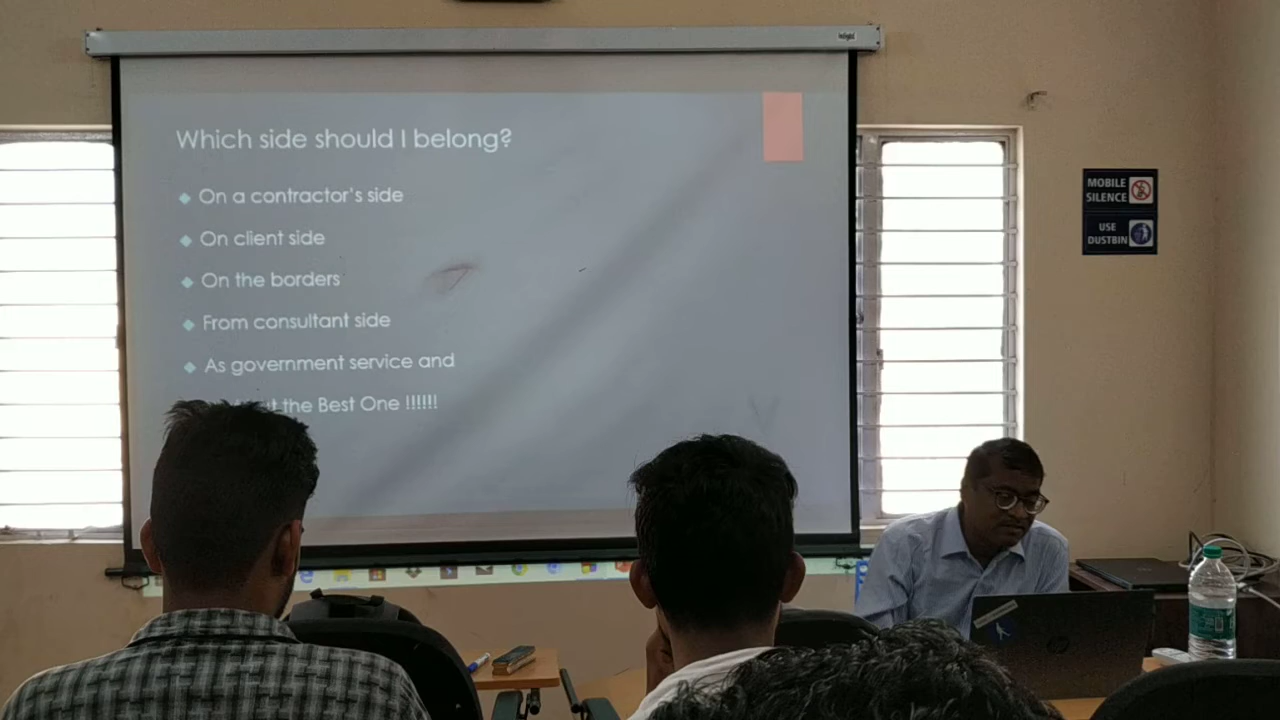 Which side should I belong?
On a contractor's side
On client side
On the borders
From consultant side
As government service and
the Best One !!!!!!
MOBILE
SILENCE
USE
DUSTBIN
hp